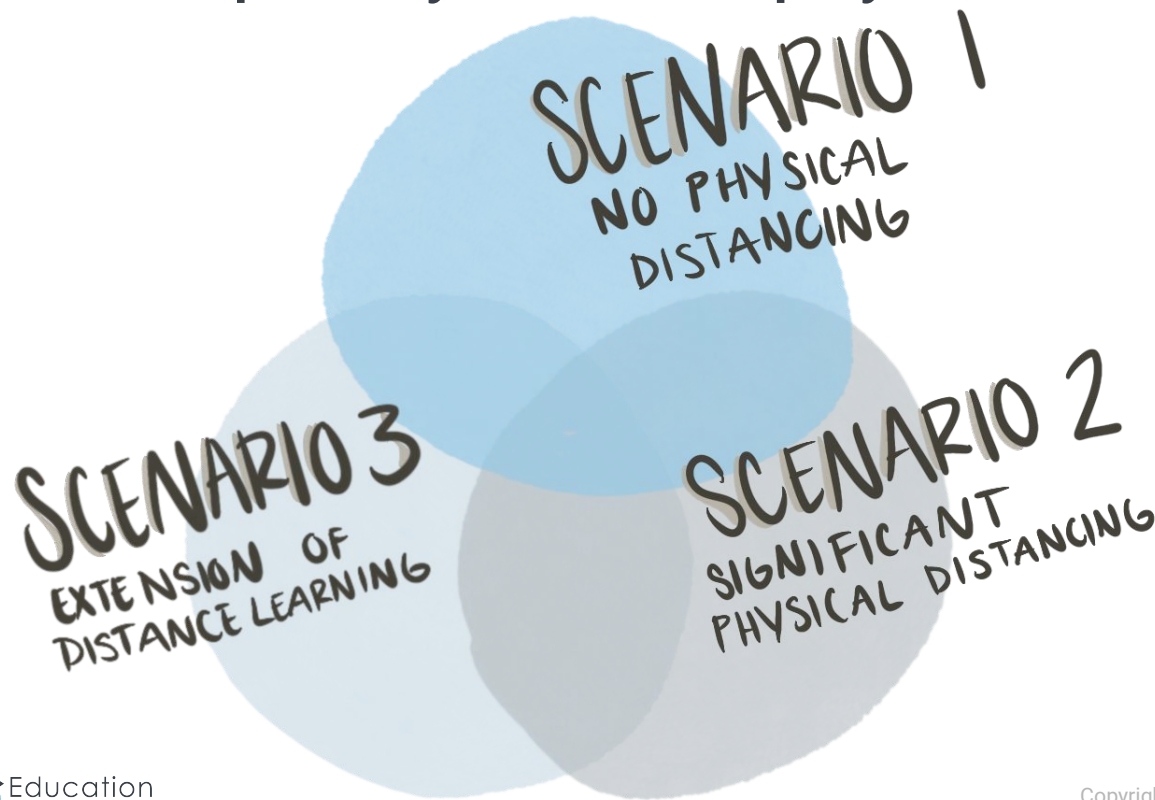 SCENARIO 1
NO PHYSICAL
DISTANCING
SCENARIO 2
SIGNIFICANT
PHYSICAL DISTANCING
SCENARIO 3
EXTENSION OF
DISTANCE LEARNING
Education